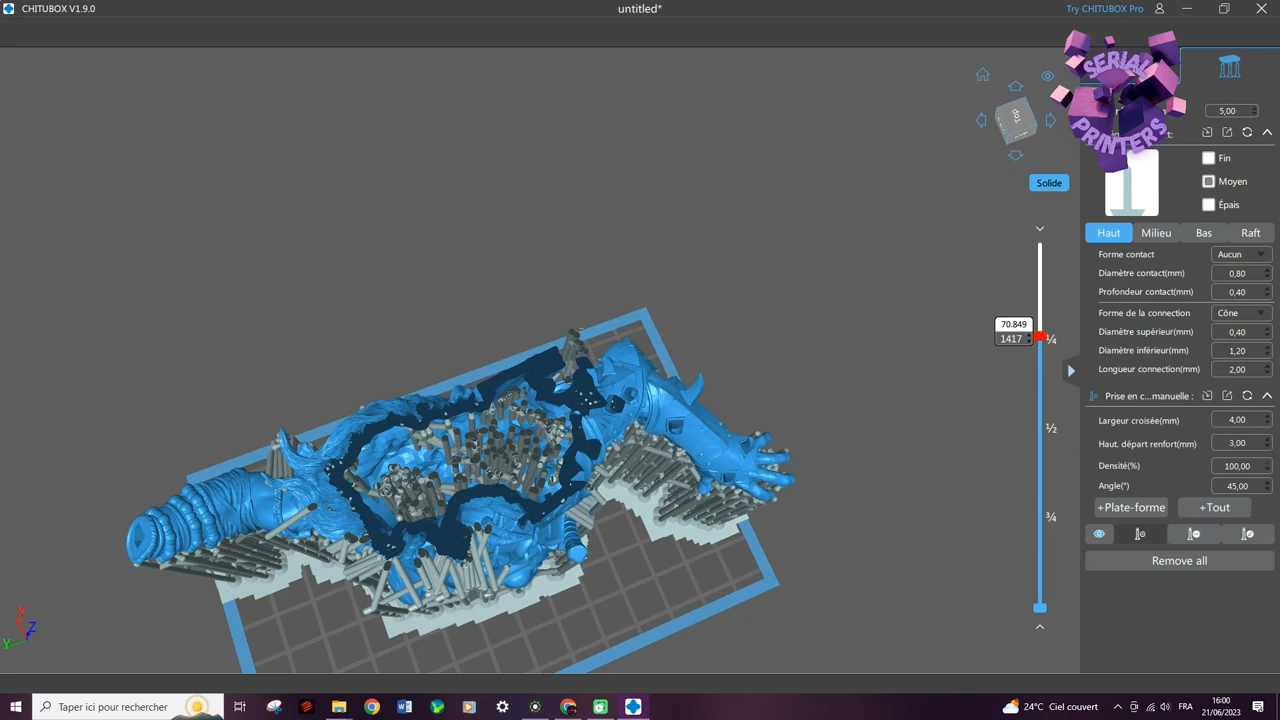 CHITUBOX V1.9.0
untitled*
Try CHITUBOX Pro
SERIAL
PRINTERS
5,00
Top
Fin
Solide
Moyen
Épais
Haut
Milieu
Bas
Raft
Forme contact
Aucun
Diamètre contact(mm)
0,80
Profondeur contact(mm)
0,40
Forme de la connection
Cône
70.849
1417
1/4
Diamètre supérieur(mm)
0,40
Diamètre inférieur(mm)
1,20
Longueur connection(mm)
2,00
Prise en c...manuelle :
Largeur croisée(mm)
4,00
1/2
Haut. départ renfort(mm)
3,00
Densité(%)
100,00
Angle(°)
45,00
+Plate-forme
+Tout
3/4
Remove all
X
Z
Y
Taper ici pour rechercher
24°C Ciel couvert
FRA
16:00
21/06/2023